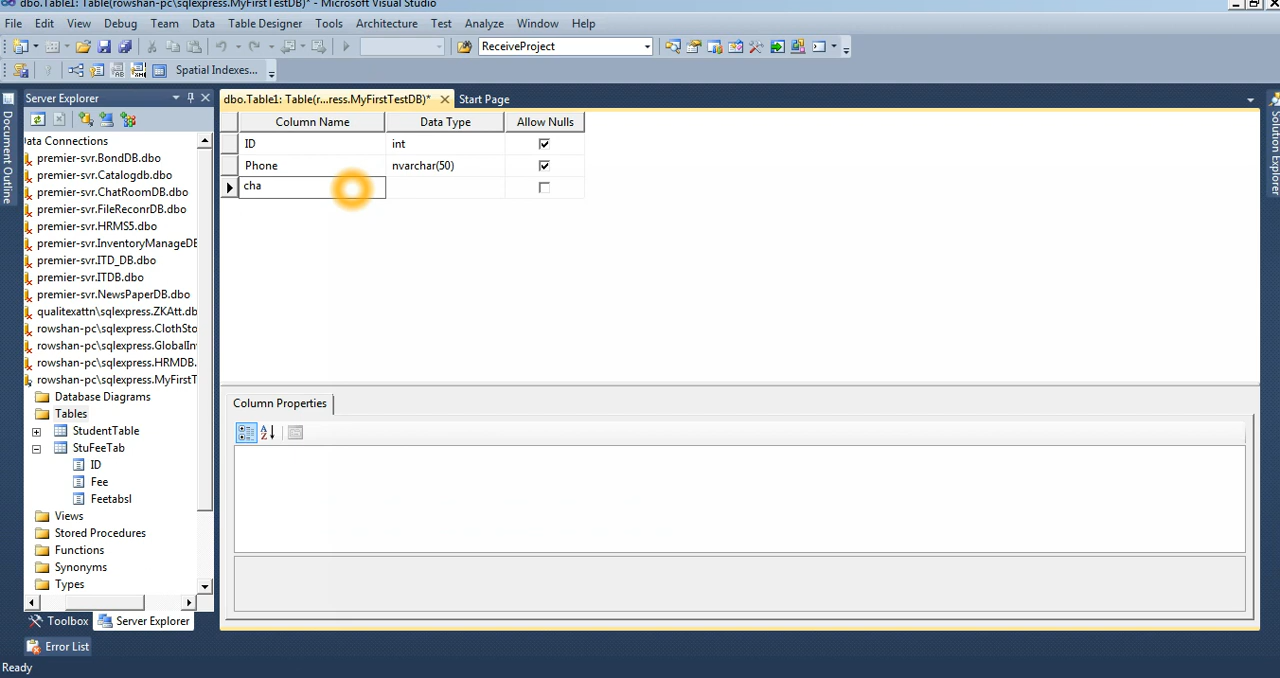 dbo.Table1: Table(rowshan-pc\sqlexpress.MyFirstTestDB)* - Microsoft Visual Studio
File Edit View Debug Team Data Table Designer Tools Architecture Test Analyze Window Help
ReceiveProject
Spatial Indexes...
Document Outline
Server Explorer
dbo.Table1: Table(r...ress.MyFirstTestDB)* Start Page
Solution Explorer
Column Name Data Type Allow Nulls
ID int
Phone nvarchar(50)
cha
ata Connections
premier-svr.BondDB.dbo
premier-svr.Catalogdb.dbo
premier-svr.ChatRoomDB.dbo
premier-svr.FileReconrDB.dbo
premier-svr.HRMS5.dbo
premier-svr.InventoryManageDB
premier-svr.ITD_DB.dbo
premier-svr.ITDB.dbo
premier-svr.NewsPaperDB.dbo
qualitexattn\sqlexpress.ZKAtt.db
rowshan-pc\sqlexpress.ClothSto
rowshan-pc\sqlexpress.GlobalIn
rowshan-pc\sqlexpress.HRMDB.
rowshan-pc\sqlexpress.MyFirstT
Database Diagrams
Tables
StudentTable
StuFeeTab
ID
Fee
Feetabsl
Views
Stored Procedures
Functions
Synonyms
Types
Column Properties
Toolbox Server Explorer
Error List
Ready